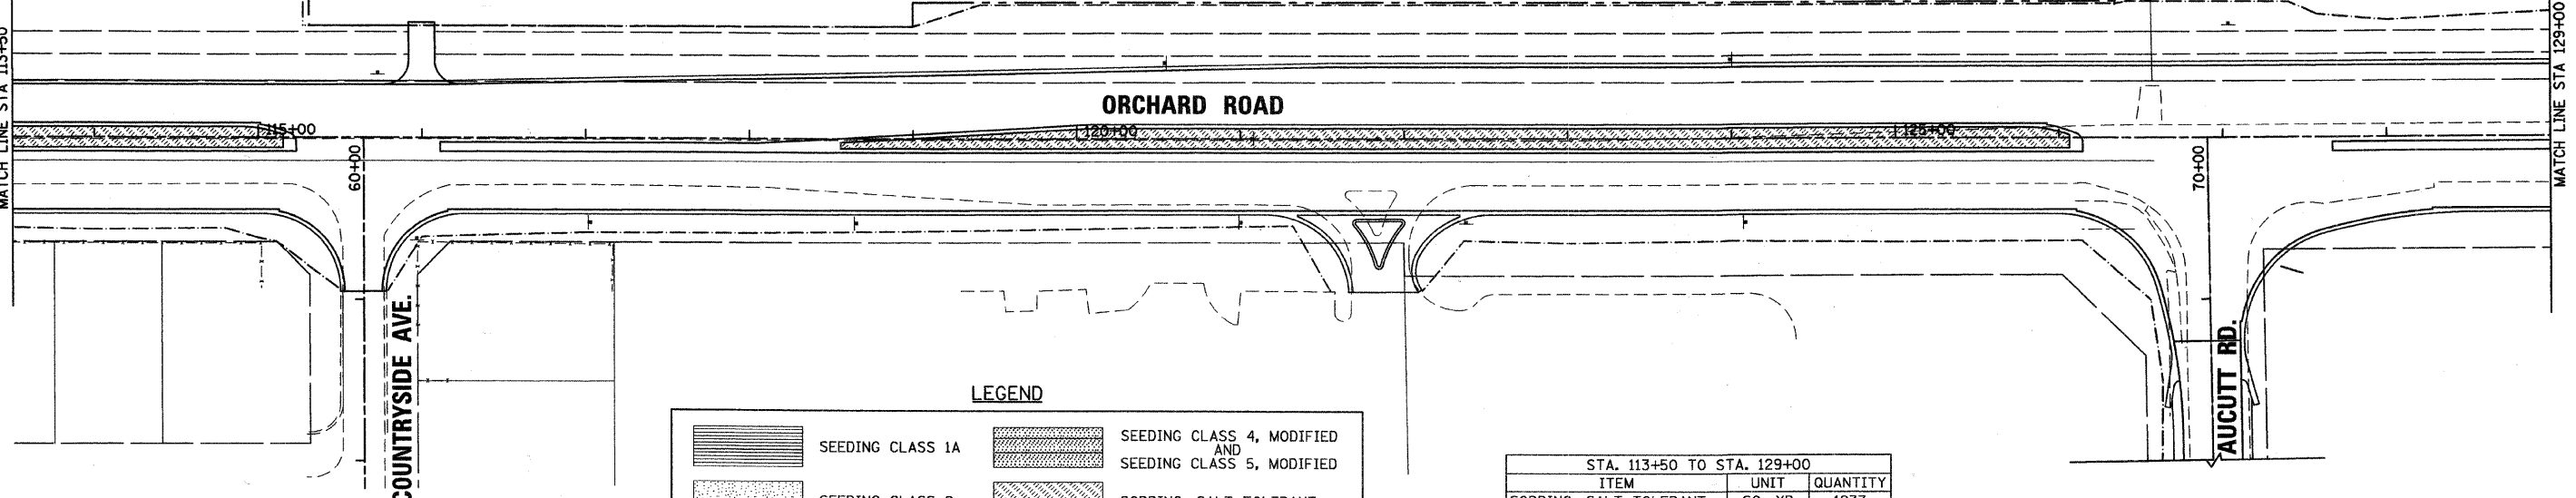 MATCH LINE STA 113+50
MATCH LINE STA 129+00
ORCHARD ROAD
115+00
120+00
125+00
60+00
70+00
COUNTRYSIDE AVE.
AUCUTT RD.
LEGEND
SEEDING CLASS 1A
SEEDING CLASS 4, MODIFIED
AND
SEEDING CLASS 5, MODIFIED
STA. 113+50 TO STA. 129+00
ITEM UNIT QUANTITY